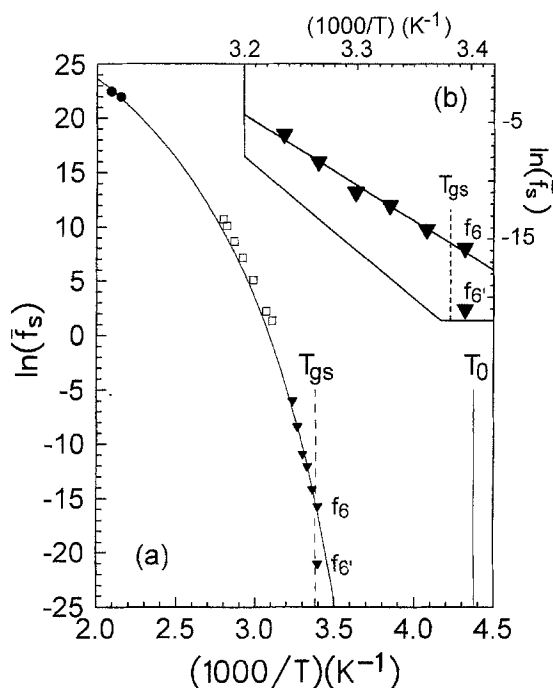 (1000/T) (K⁻¹)
3.2 3.3 3.4
25
20
15
10
5
0
-5
-10
-15
-20
-25
ln(f̄s)
(b)
-5
-15
ln(f̄s)
Tgs
f6
f6'
Tgs
T0
f6
f6'
(a)
2.0 2.5 3.0 3.5 4.0 4.5
(1000/T)(K⁻¹)